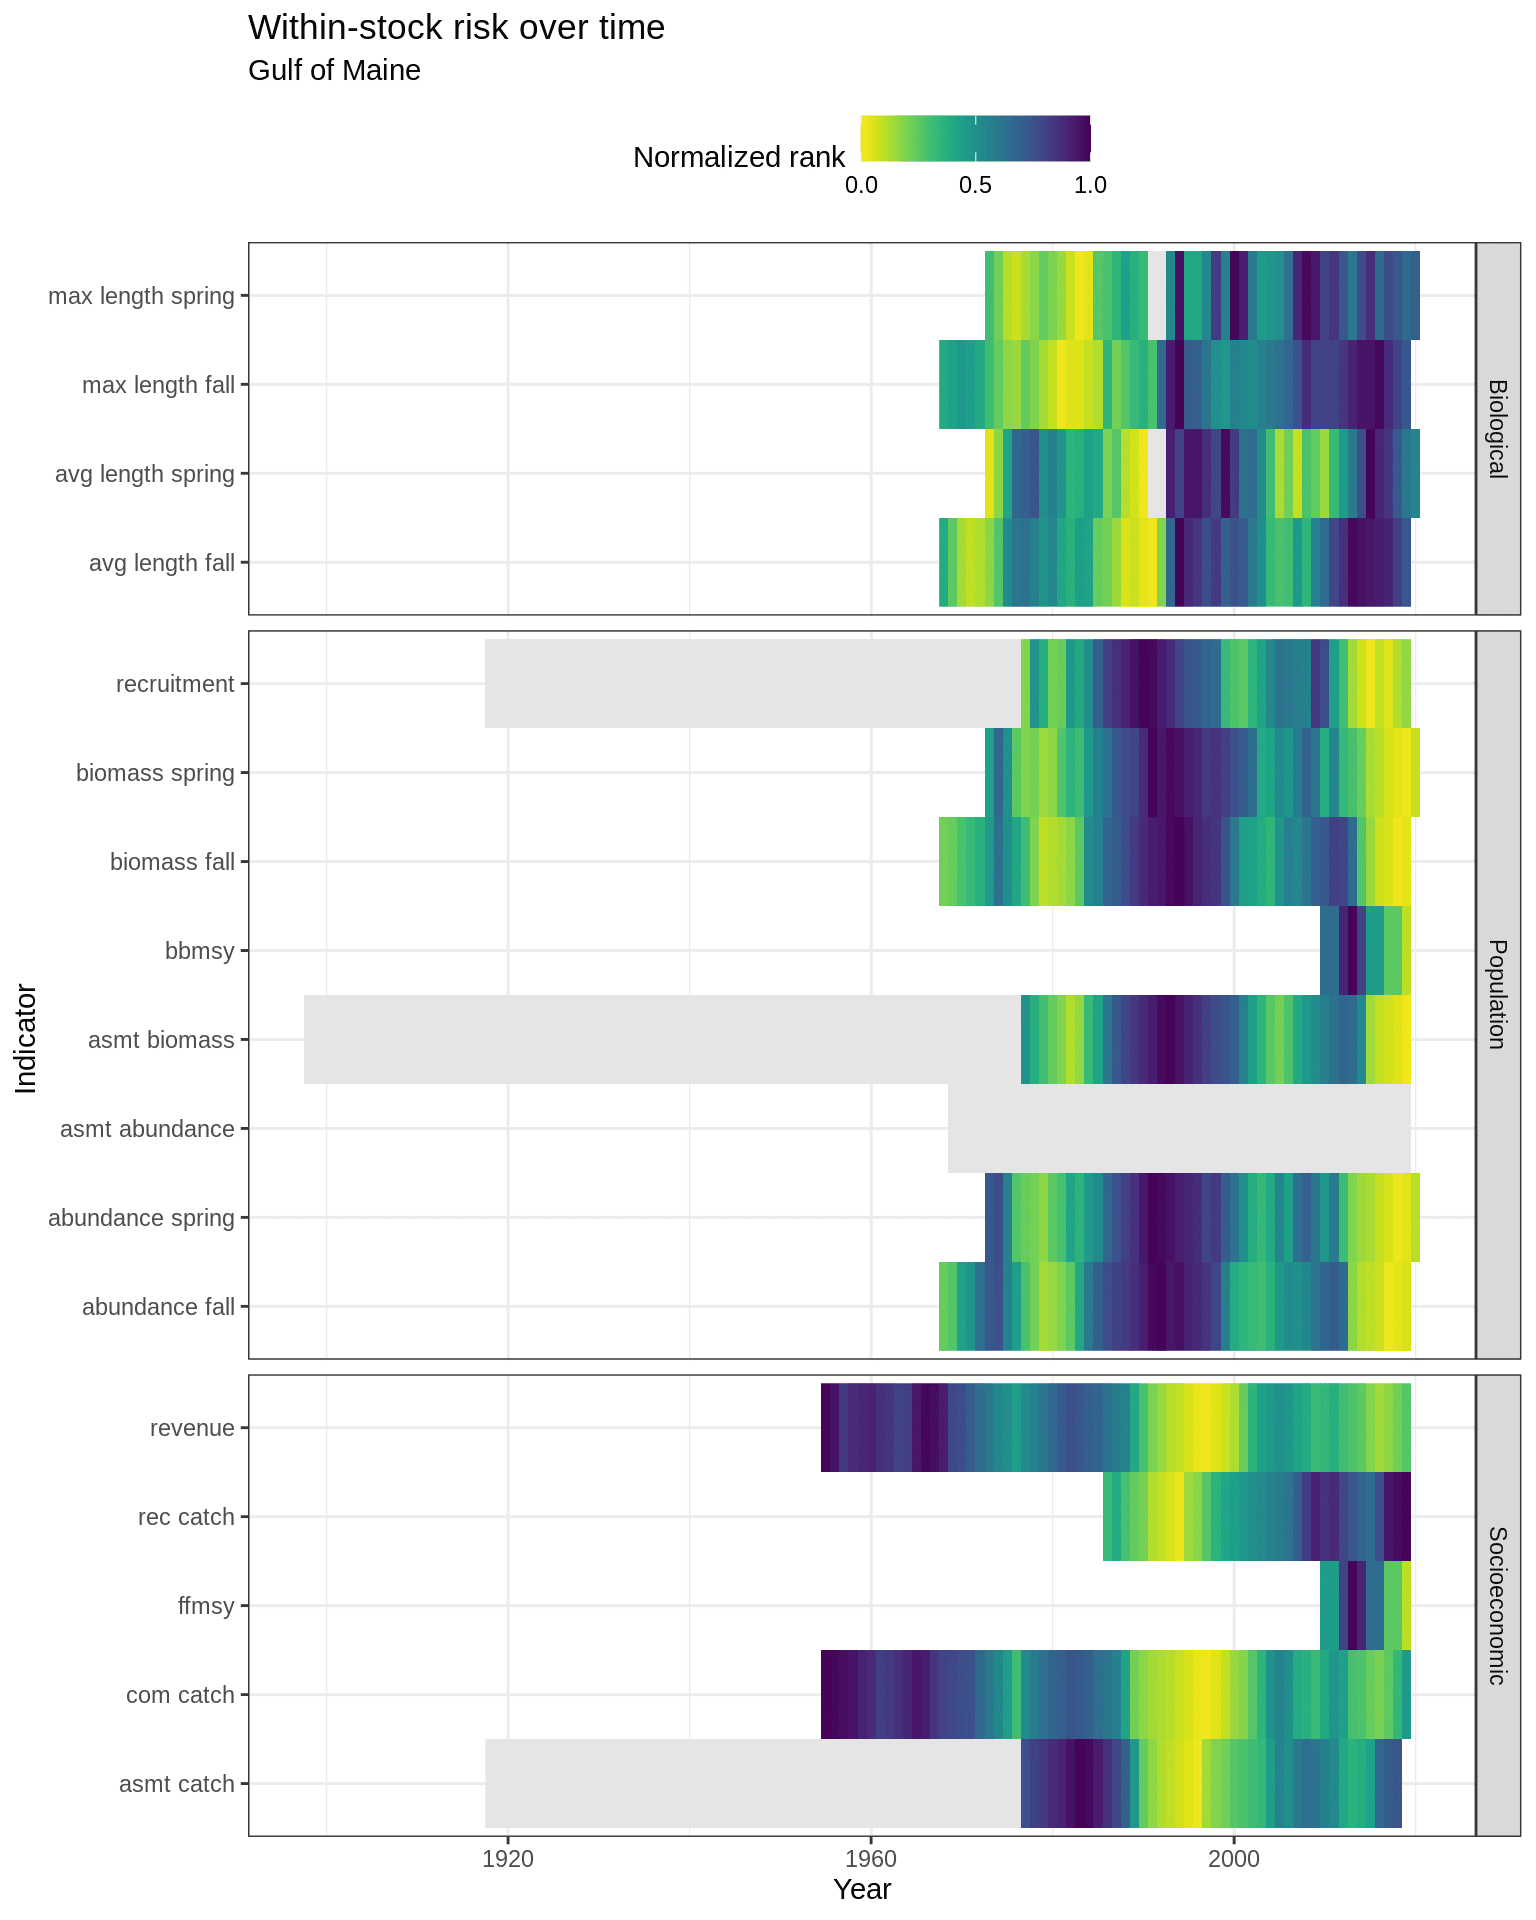 Within-stock risk over time
Gulf of Maine
Normalized rank
0.0 0.5 1.0
max length spring
max length fall
avg length spring
avg length fall
Biological
recruitment
biomass spring
biomass fall
bbmsy
asmt biomass
asmt abundance
abundance spring
abundance fall
Population
revenue
rec catch
ffmsy
com catch
asmt catch
Socioeconomic
Indicator
1920 1960 2000
Year